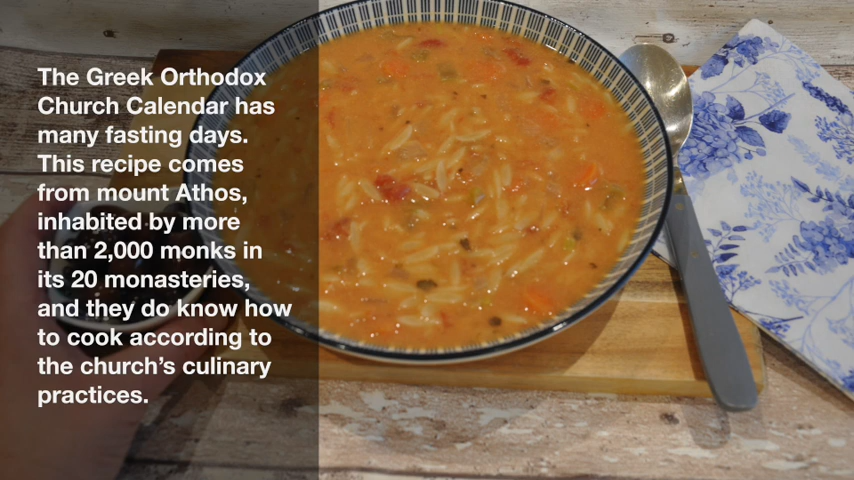 The Greek Orthodox
Church Calendar has
many fasting days.
This recipe comes
from mount Athos,
inhabited by more
than 2,000 monks in
its 20 monasteries,
and they do know how
to cook according to
the church’s culinary
practices.